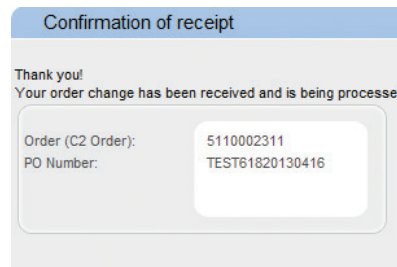 Confirmation of receipt
Thank you!
Your order change has been received and is being processe
Order (C2 Order): 5110002311
PO Number: TEST61820130416